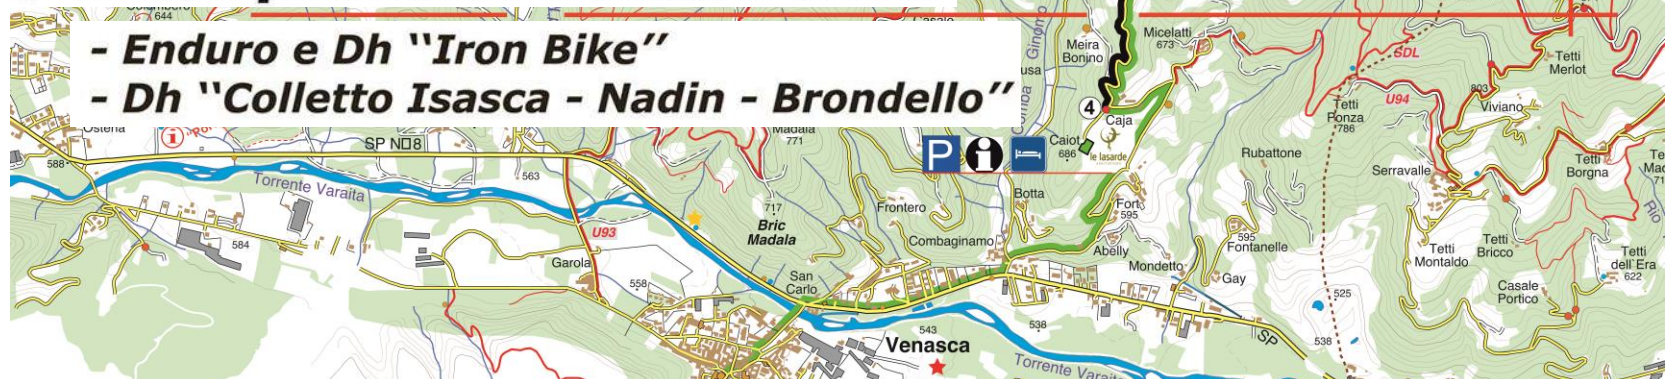 644
Casale
- Enduro e Dh “Iron Bike”
- Dh “Colletto Isasca - Nadin - Brondello”
Meira
Bonino
Micelatti
673
GDL
Tetti
Merlot
803
Viviano
U94
Tetti
Ponza
786
4
Caja
le lasarde
Caiot
686
P i
Ostena
i
SP ND8
588
563
Torrente Varaita
Madala
771
717
Bric
Madala
Frontero
Botta
Combaginamo
Fort
595
Abelly
Mondetto
Rubattone
595
Fontanelle
Gay
Serravalle
Tetti
Borgna
Rio
Tetti
Montaldo
Tetti
Bricco
Tetti
dell'Era
622
Casale
Portico
584
U93
Garola
558
San
Carlo
543
Venasca
538
Torrente Varaita
SP
525
538